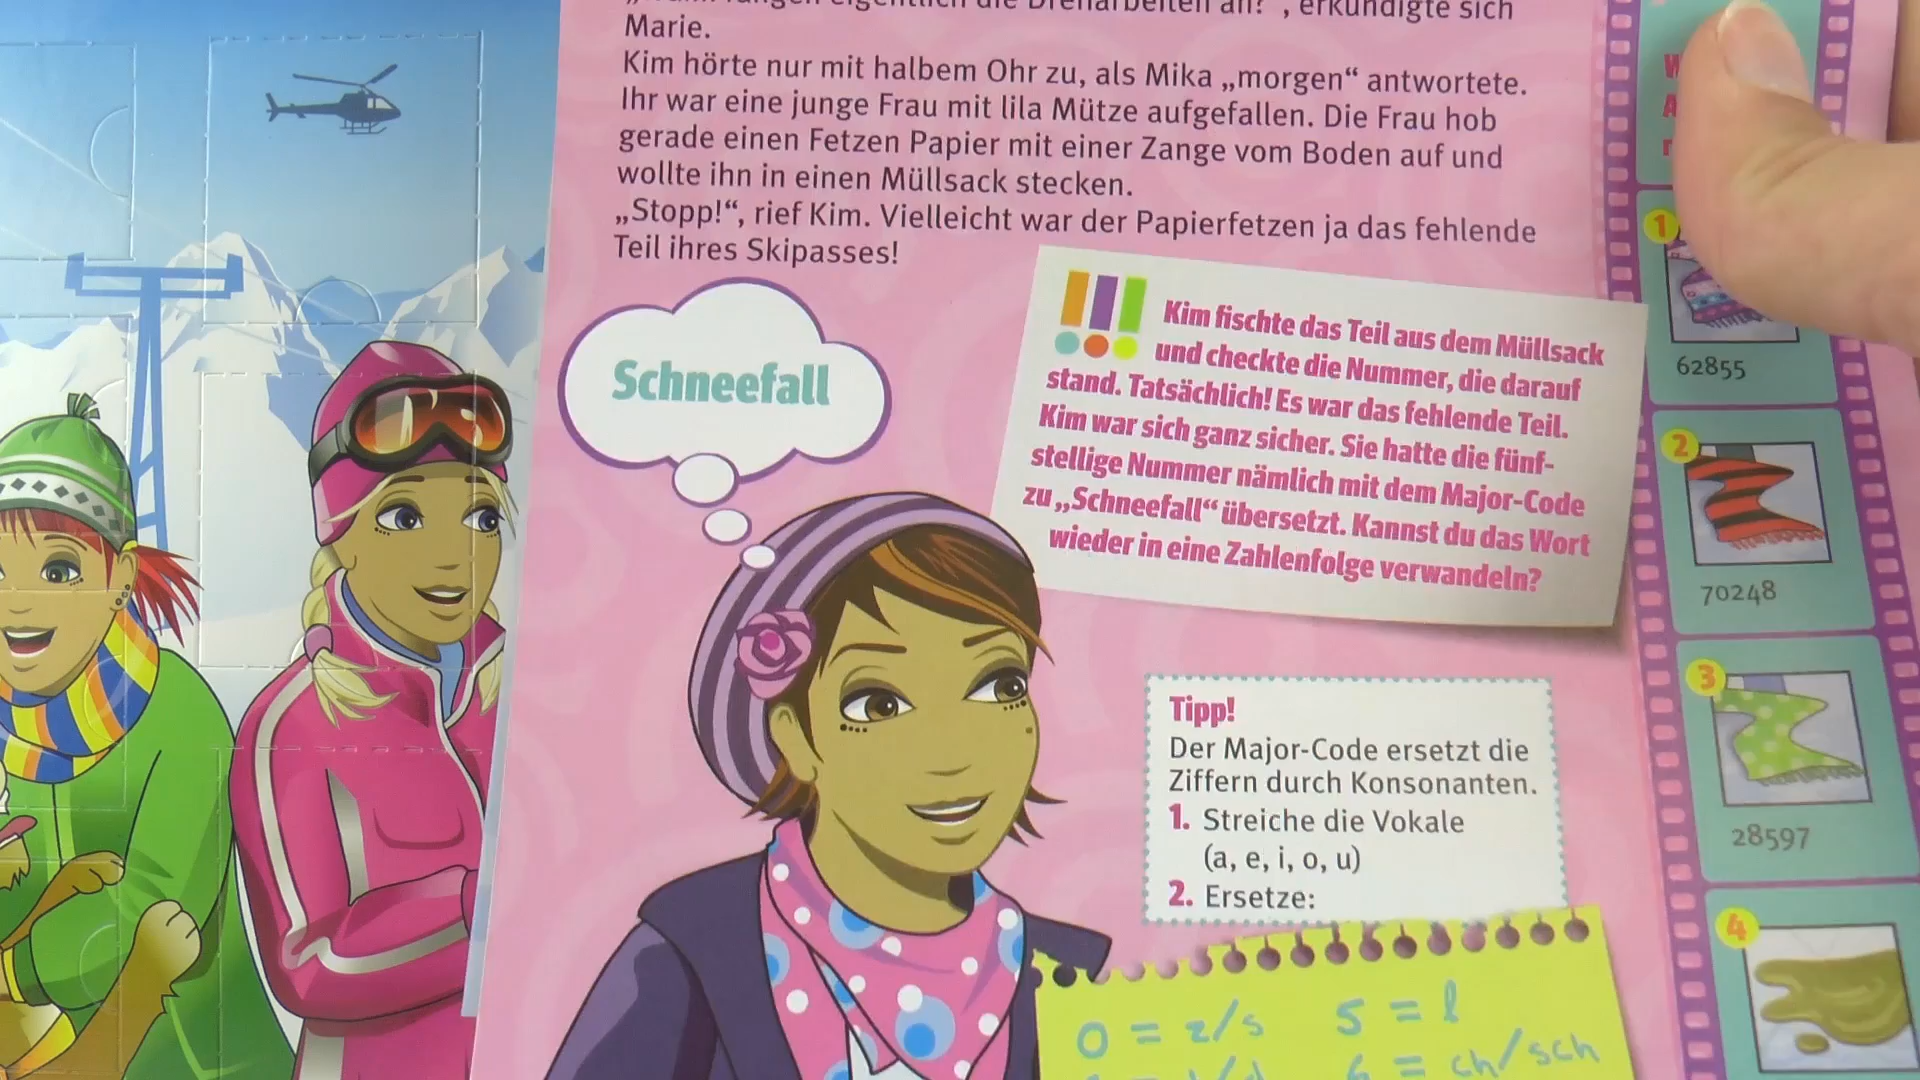 eigentlich die Dreharbeiten an?“, erkundigte sich
Marie.
Kim hörte nur mit halbem Ohr zu, als Mika „morgen“ antwortete.
Ihr war eine junge Frau mit lila Mütze aufgefallen. Die Frau hob
gerade einen Fetzen Papier mit einer Zange vom Boden auf und
wollte ihn in einen Müllsack stecken.
„Stopp!“, rief Kim. Vielleicht war der Papierfetzen ja das fehlende
Teil ihres Skipasses!
Schneefall
!!!
Kim fischte das Teil aus dem Müllsack
und checkte die Nummer, die darauf
stand. Tatsächlich! Es war das fehlende Teil.
Kim war sich ganz sicher. Sie hatte die fünf-
stellige Nummer nämlich mit dem Major-Code
zu „Schneefall“ übersetzt. Kannst du das Wort
wieder in eine Zahlenfolge verwandeln?
Tipp!
Der Major-Code ersetzt die
Ziffern durch Konsonanten.
1. Streiche die Vokale
(a, e, i, o, u)
2. Ersetze:
0 = z/s 5 = l
6 = ch/sch
1
62855
2
70248
3
28597
4